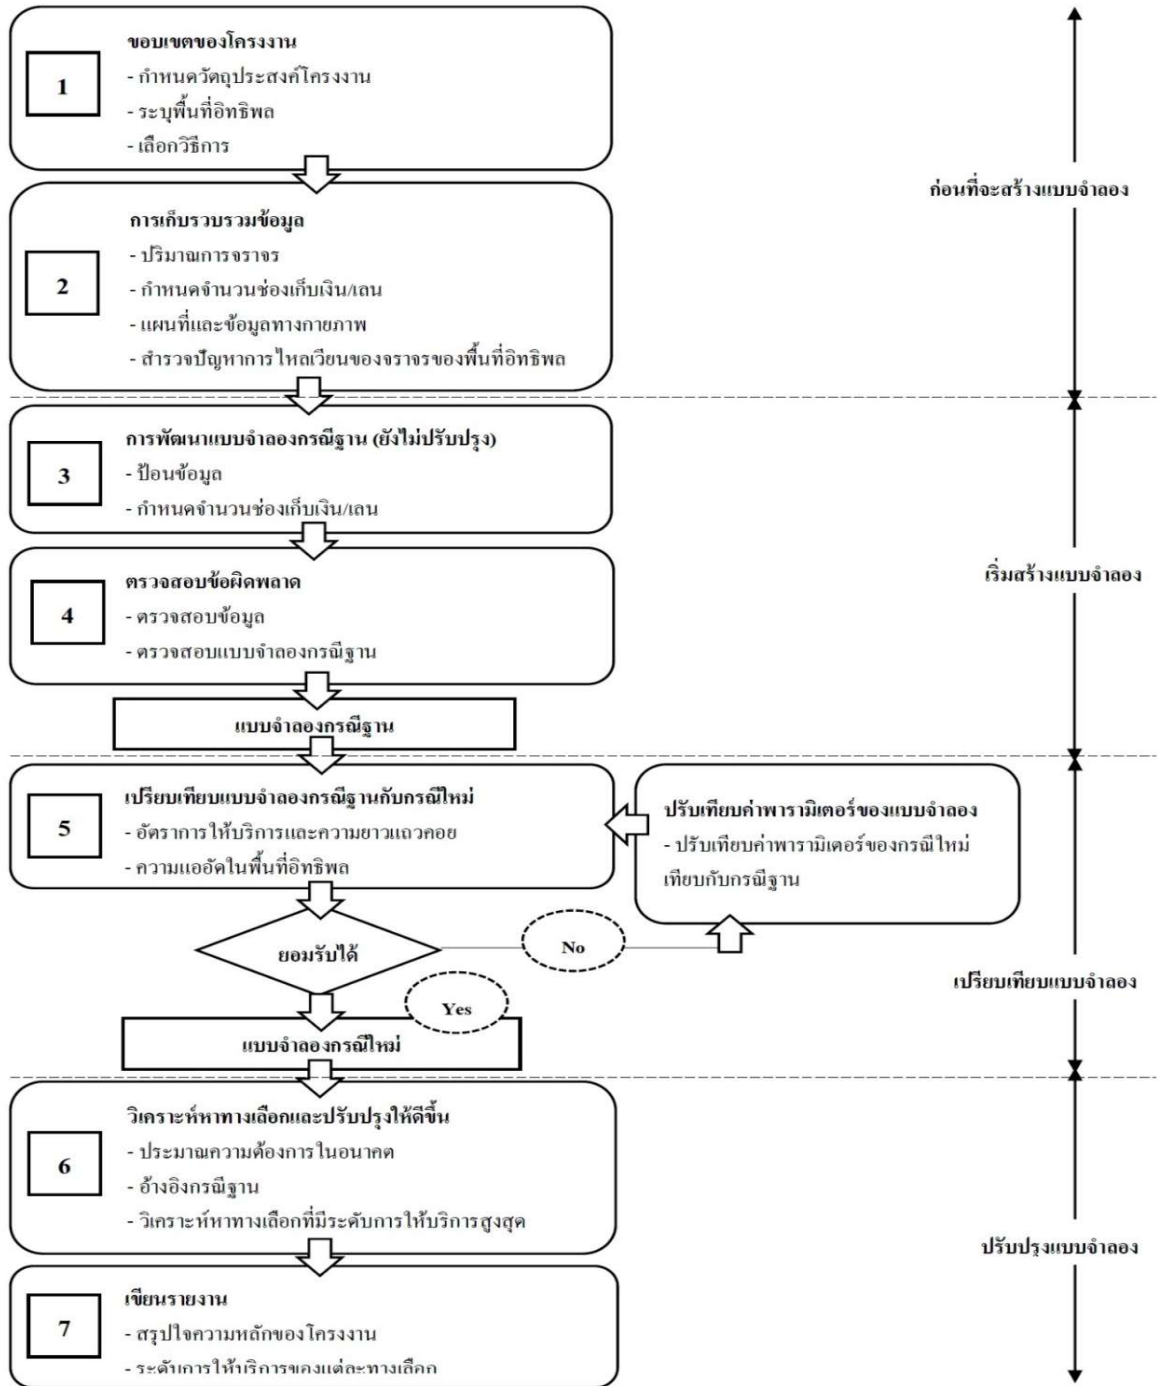 ขอบเขตของโครงงาน
1
- กำหนดวัตถุประสงค์โครงงาน
- ระบุพื้นที่อิทธิพล
- เลือกวิธีการ
ก่อนที่จะสร้างแบบจำลอง
การเก็บรวบรวมข้อมูล
- ปริมาณการจราจร
2
- กำหนดจำนวนช่องเก็บเงิน/เลน
- แผนที่และข้อมูลทางกายภาพ
- สำรวจปัญหาการไหลเวียนของจราจรของพื้นที่อิทธิพล
การพัฒนาแบบจำลองกรณีฐาน (ยังไม่ปรับปรุง)
3
- ป้อนข้อมูล
- กำหนดจำนวนช่องเก็บเงิน/เลน
เริ่มสร้างแบบจำลอง
ตรวจสอบข้อผิดพลาด
4
- ตรวจสอบข้อมูล
- ตรวจสอบแบบจำลองกรณีฐาน
แบบจำลองกรณีฐาน
เปรียบเทียบแบบจำลองกรณีฐานกับกรณีใหม่
5
- อัตราการให้บริการและความยาวแถวคอย
- ความแออัดในพื้นที่อิทธิพล
ปรับเทียบค่าพารามิเตอร์ของแบบจำลอง
- ปรับเทียบค่าพารามิเตอร์ของกรณีใหม่
เทียบกับกรณีฐาน
ยอมรับได้
No
เปรียบเทียบแบบจำลอง
Yes
แบบจำลองกรณีใหม่
วิเคราะห์หาทางเลือกและปรับปรุงให้ดีขึ้น
6
- ประมาณความต้องการในอนาคต
- อ้างอิงกรณีฐาน
- วิเคราะห์หาทางเลือกที่มีระดับการให้บริการสูงสุด
ปรับปรุงแบบจำลอง
เขียนรายงาน
7
- สรุปใจความหลักของโครงงาน
- ระดับการให้บริการของแต่ละทางเลือก